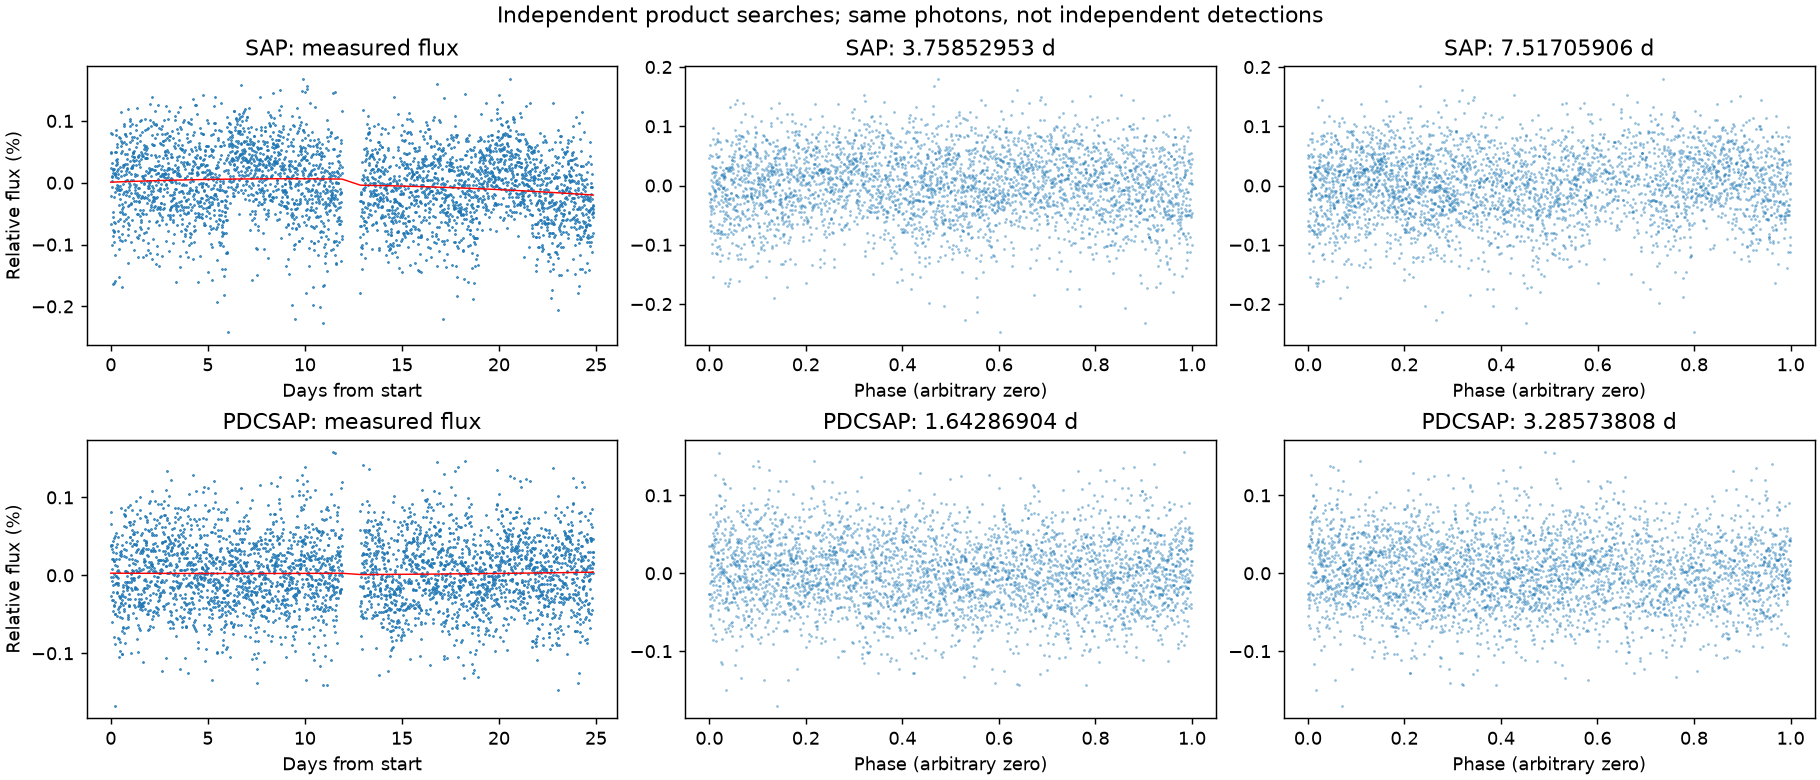 Independent product searches; same photons, not independent detections
SAP: measured flux
SAP: 3.75852953 d
SAP: 7.51705906 d
Relative flux (%)
0.1
0.0
−0.1
−0.2
0 5 10 15 20 25
Days from start
0.2
0.1
0.0
−0.1
−0.2
0.0 0.2 0.4 0.6 0.8 1.0
Phase (arbitrary zero)
0.2
0.1
0.0
−0.1
−0.2
0.0 0.2 0.4 0.6 0.8 1.0
Phase (arbitrary zero)
PDCSAP: measured flux
PDCSAP: 1.64286904 d
PDCSAP: 3.28573808 d
Relative flux (%)
0.1
0.0
−0.1
0 5 10 15 20 25
Days from start
0.1
0.0
−0.1
0.0 0.2 0.4 0.6 0.8 1.0
Phase (arbitrary zero)
0.1
0.0
−0.1
0.0 0.2 0.4 0.6 0.8 1.0
Phase (arbitrary zero)